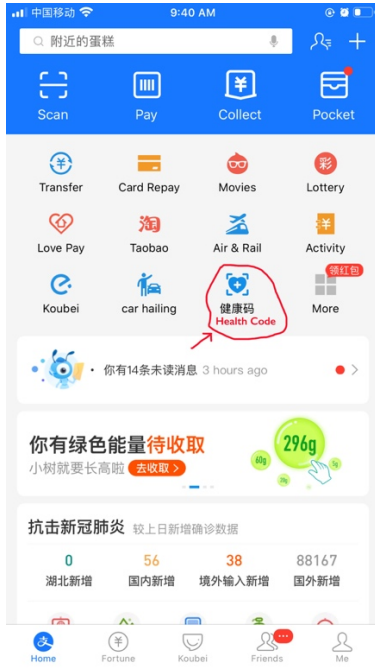 中国移动 9:40 AM
附近的蛋糕
Scan Pay Collect Pocket
Transfer Card Repay Movies Lottery
彩
Love Pay Taobao Air & Rail Activity
淘
领红包
Koubei car hailing 健康码 More
Health Code
你有14条未读消息 3 hours ago
你有绿色能量待收取
小树就要长高啦 去收取 >
296g
60g
抗击新冠肺炎 较上日新增确诊数据
0 56 38 88167
湖北新增 国内新增 境外输入新增 国外新增
Home Fortune Koubei Friends Me